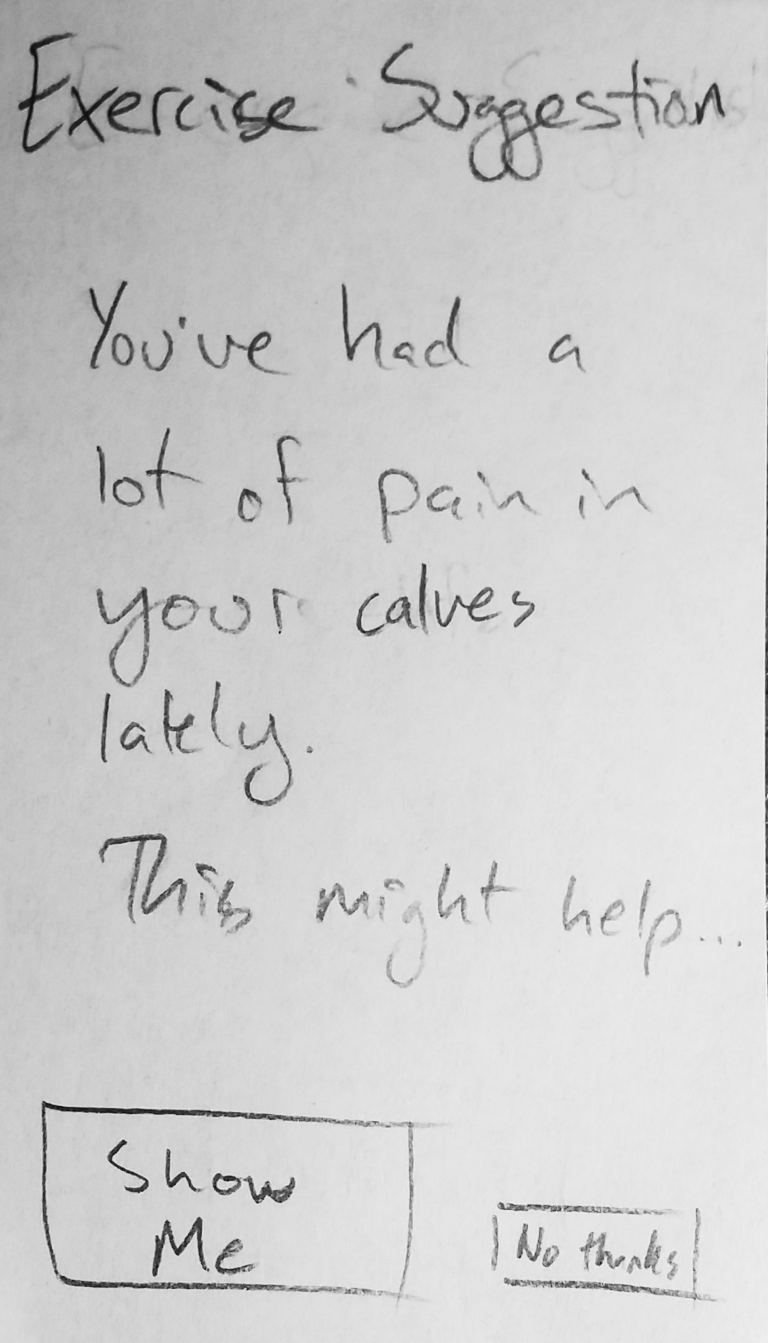 Exercise Suggestion
You've had a
lot of pain in
your calves
lately.
This might help...
Show
Me
No thanks